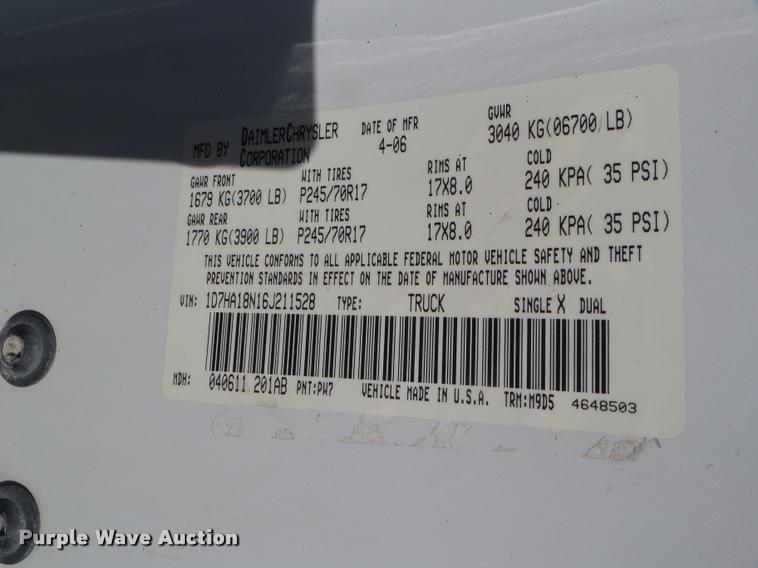 MFD BY DAIMLERCHRYSLER CORPORATION DATE OF MFR 4-06 GVWR 3040 KG(06700 LB)
GAWR FRONT WITH TIRES RIMS AT COLD
1679 KG(3700 LB) P245/70R17 17X8.0 240 KPA( 35 PSI)
GAWR REAR WITH TIRES RIMS AT COLD
1770 KG(3900 LB) P245/70R17 17X8.0 240 KPA( 35 PSI)
THIS VEHICLE CONFORMS TO ALL APPLICABLE FEDERAL MOTOR VEHICLE SAFETY AND THEFT
PREVENTION STANDARDS IN EFFECT ON THE DATE OF MANUFACTURE SHOWN ABOVE.
VIN: 1D7HA18N16J211528 TYPE: TRUCK SINGLE X DUAL
MDH: 040611 201AB PNT:PW7 VEHICLE MADE IN U.S.A. TRM:M9D5 4648503
Purple Wave Auction